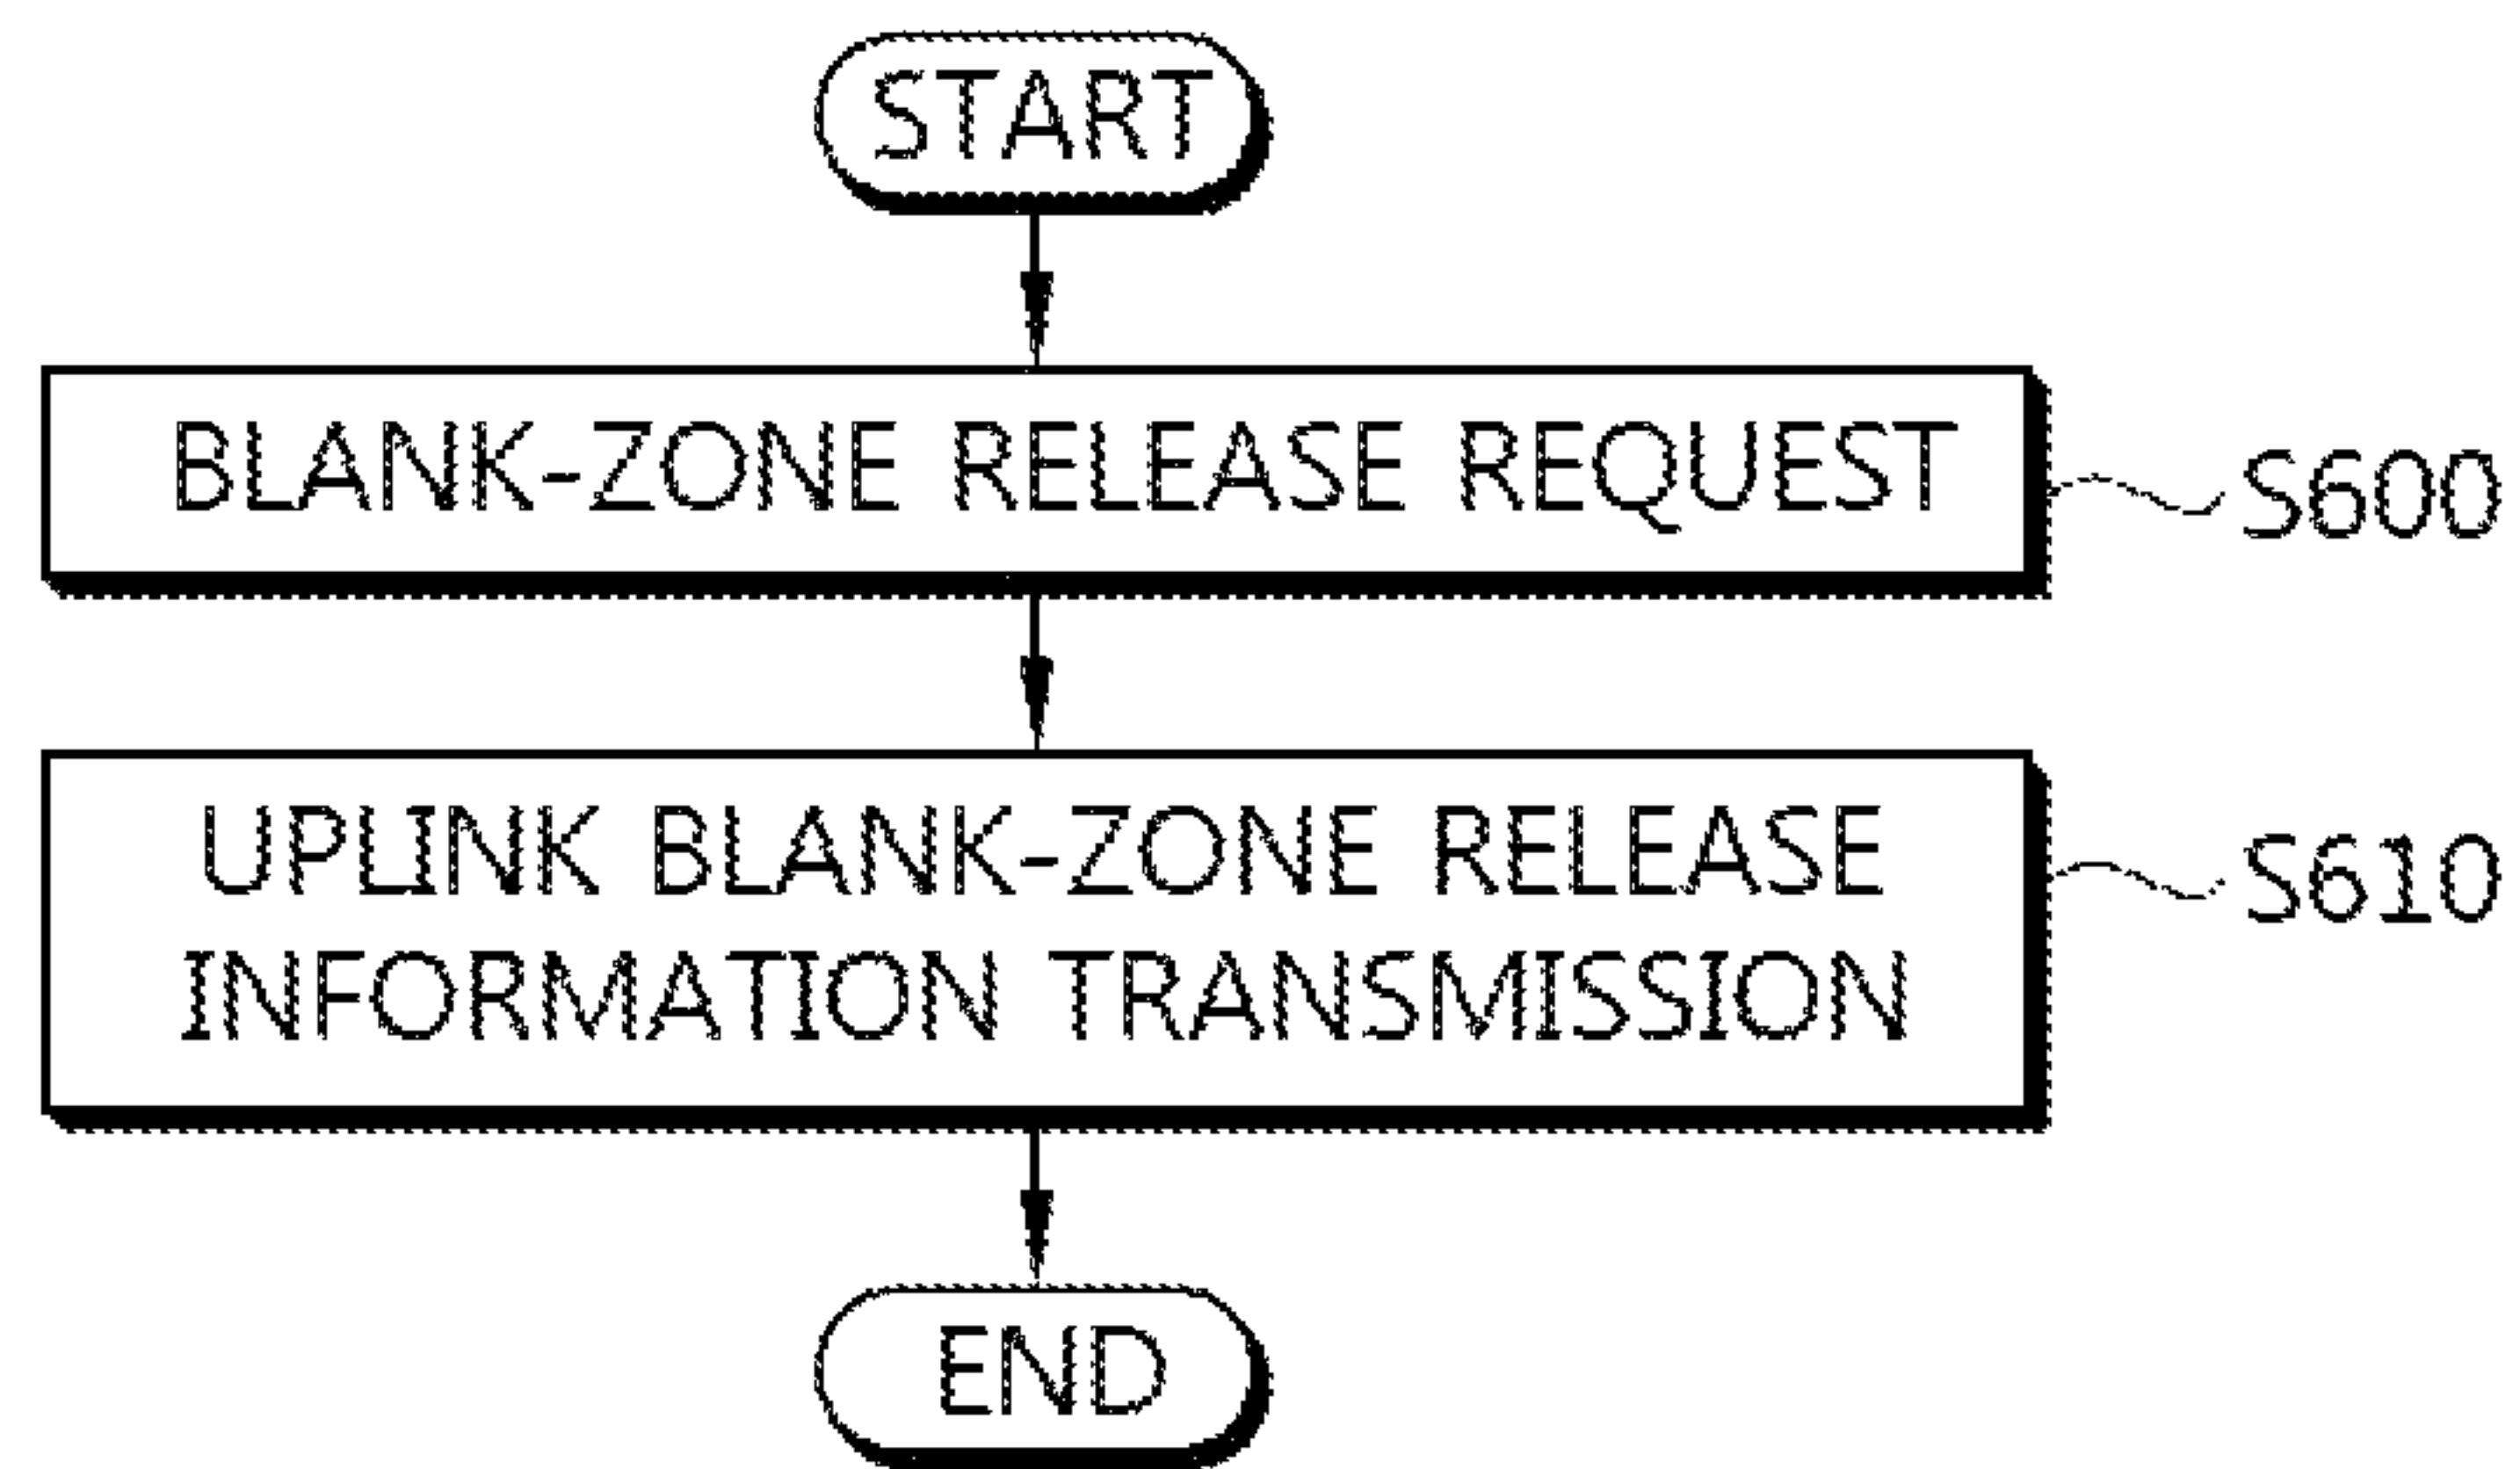 START
BLANK-ZONE RELEASE REQUEST
S600
UPLINK BLANK-ZONE RELEASE
INFORMATION TRANSMISSION
S610
END